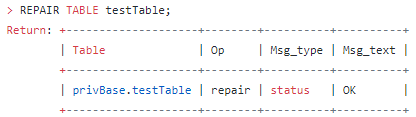 > REPAIR TABLE testTable;
Return: +-------------------+--------+----------+----------+
| Table | Op | Msg_type | Msg_text |
+-------------------+--------+----------+----------+
| privBase.testTable | repair | status | OK |
+-------------------+--------+----------+----------+